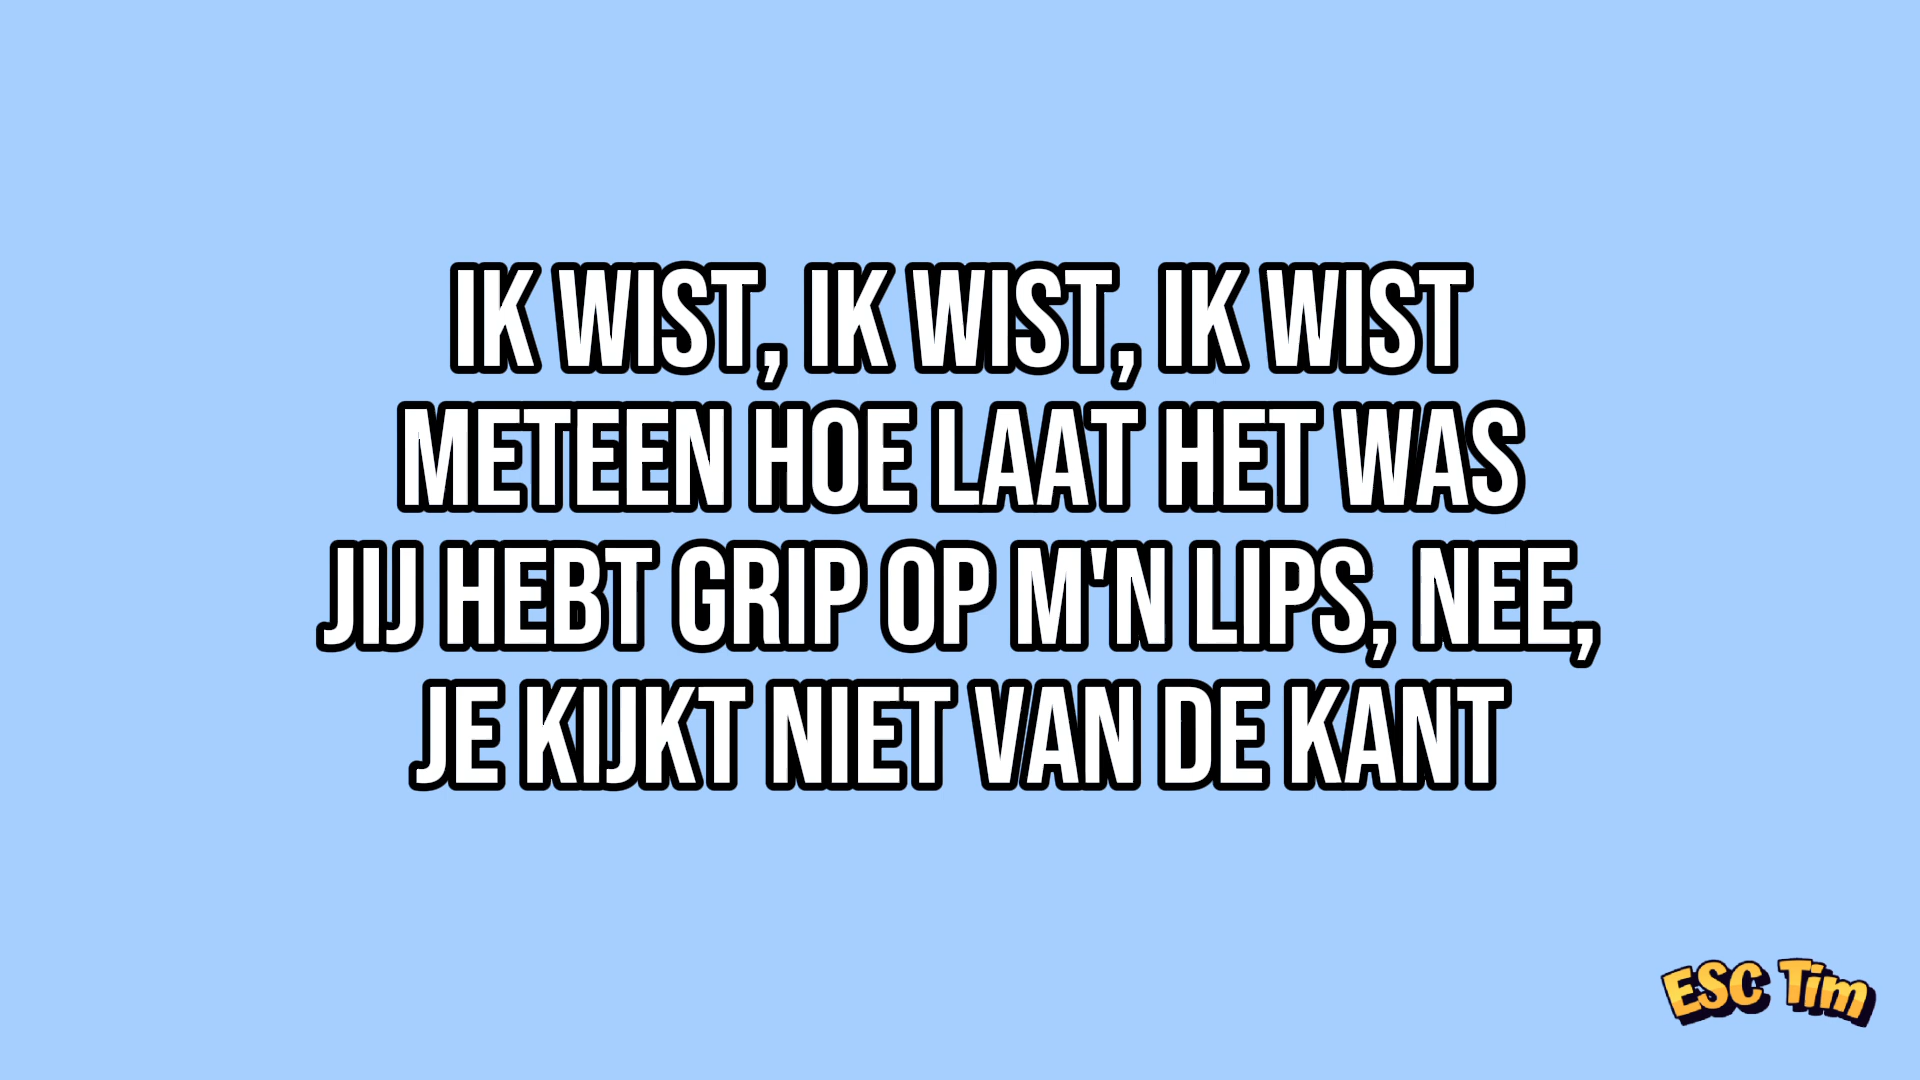 IK WIST, IK WIST, IK WIST
METEEN HOE LAAT HET WAS
JIJ HEBT GRIP OP M'N LIPS, NEE,
JE KIJKT NIET VAN DE KANT
ESC Tim